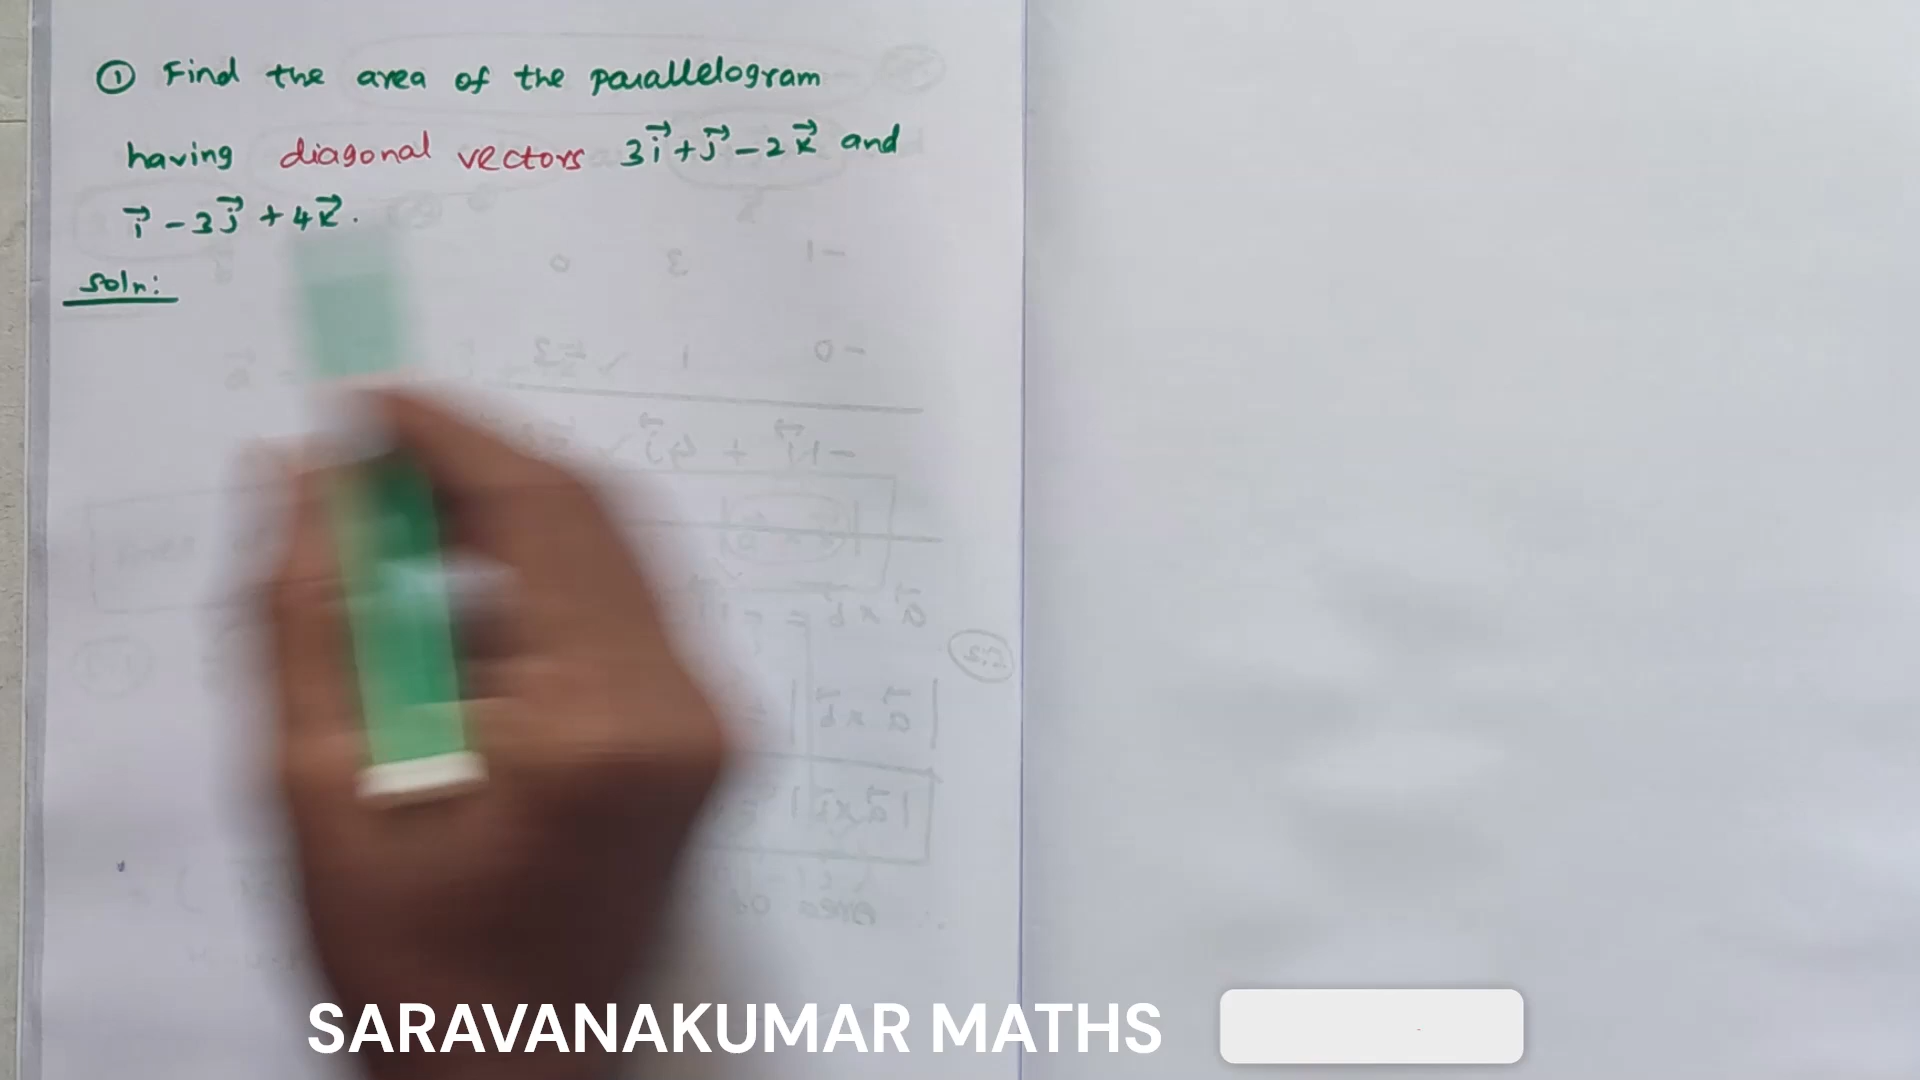 ① Find the area of the parallelogram
having diagonal vectors 3i⃗ + j⃗ − 2k⃗ and
i⃗ − 3j⃗ + 4k⃗.
Soln:
SARAVANAKUMAR MATHS